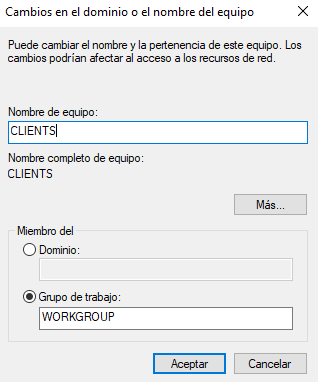 Cambios en el dominio o el nombre del equipo
Puede cambiar el nombre y la pertenencia de este equipo. Los
cambios podrían afectar al acceso a los recursos de red.
Nombre de equipo:
CLIENTS
Nombre completo de equipo:
CLIENTS
Más...
Miembro del
Dominio:
Grupo de trabajo:
WORKGROUP
Aceptar
Cancelar